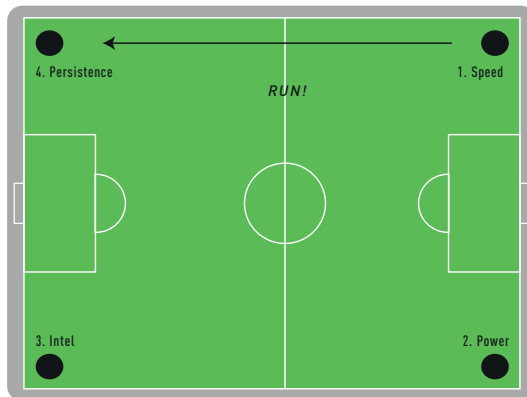 4. Persistence
1. Speed
RUN!
3. Intel
2. Power